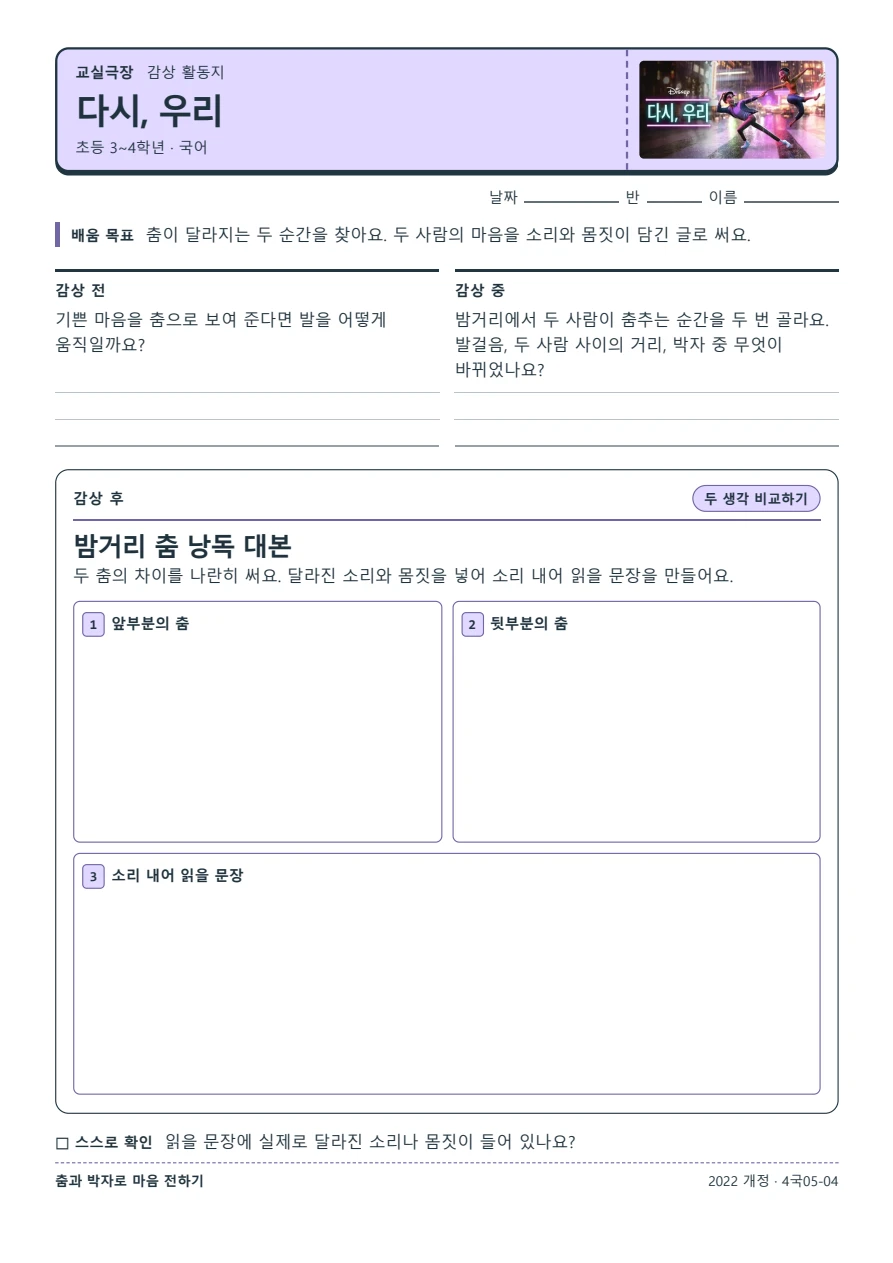 교실극장 감상 활동지
다시, 우리
초등 3~4학년 · 국어
Disney
다시, 우리
날짜 반 이름
배움 목표 춤이 달라지는 두 순간을 찾아요. 두 사람의 마음을 소리와 몸짓이 담긴 글로 써요.
감상 전
기쁜 마음을 춤으로 보여 준다면 발을 어떻게
움직일까요?
감상 중
밤거리에서 두 사람이 춤추는 순간을 두 번 골라요.
발걸음, 두 사람 사이의 거리, 박자 중 무엇이
바뀌었나요?
감상 후
두 생각 비교하기
밤거리 춤 낭독 대본
두 춤의 차이를 나란히 써요. 달라진 소리와 몸짓을 넣어 소리 내어 읽을 문장을 만들어요.
1 앞부분의 춤
2 뒷부분의 춤
3 소리 내어 읽을 문장
스스로 확인 읽을 문장에 실제로 달라진 소리나 몸짓이 들어 있나요?
춤과 박자로 마음 전하기
2022 개정 · 4국05-04